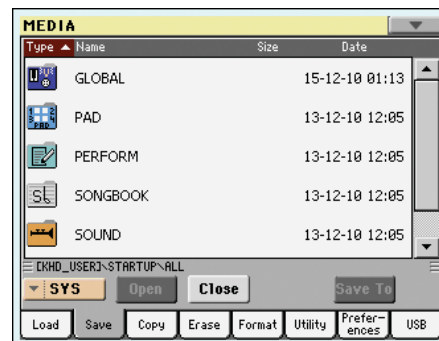 MEDIA
Type Name Size Date
GLOBAL 15-12-10 01:13
PAD 13-12-10 12:05
PERFORM 13-12-10 12:05
SONGBOOK 13-12-10 12:05
SOUND 13-12-10 12:05
[KHD_USER]\STARTUP\ALL
SYS Open Close Save To
Load Save Copy Erase Format Utility Prefer-ences USB